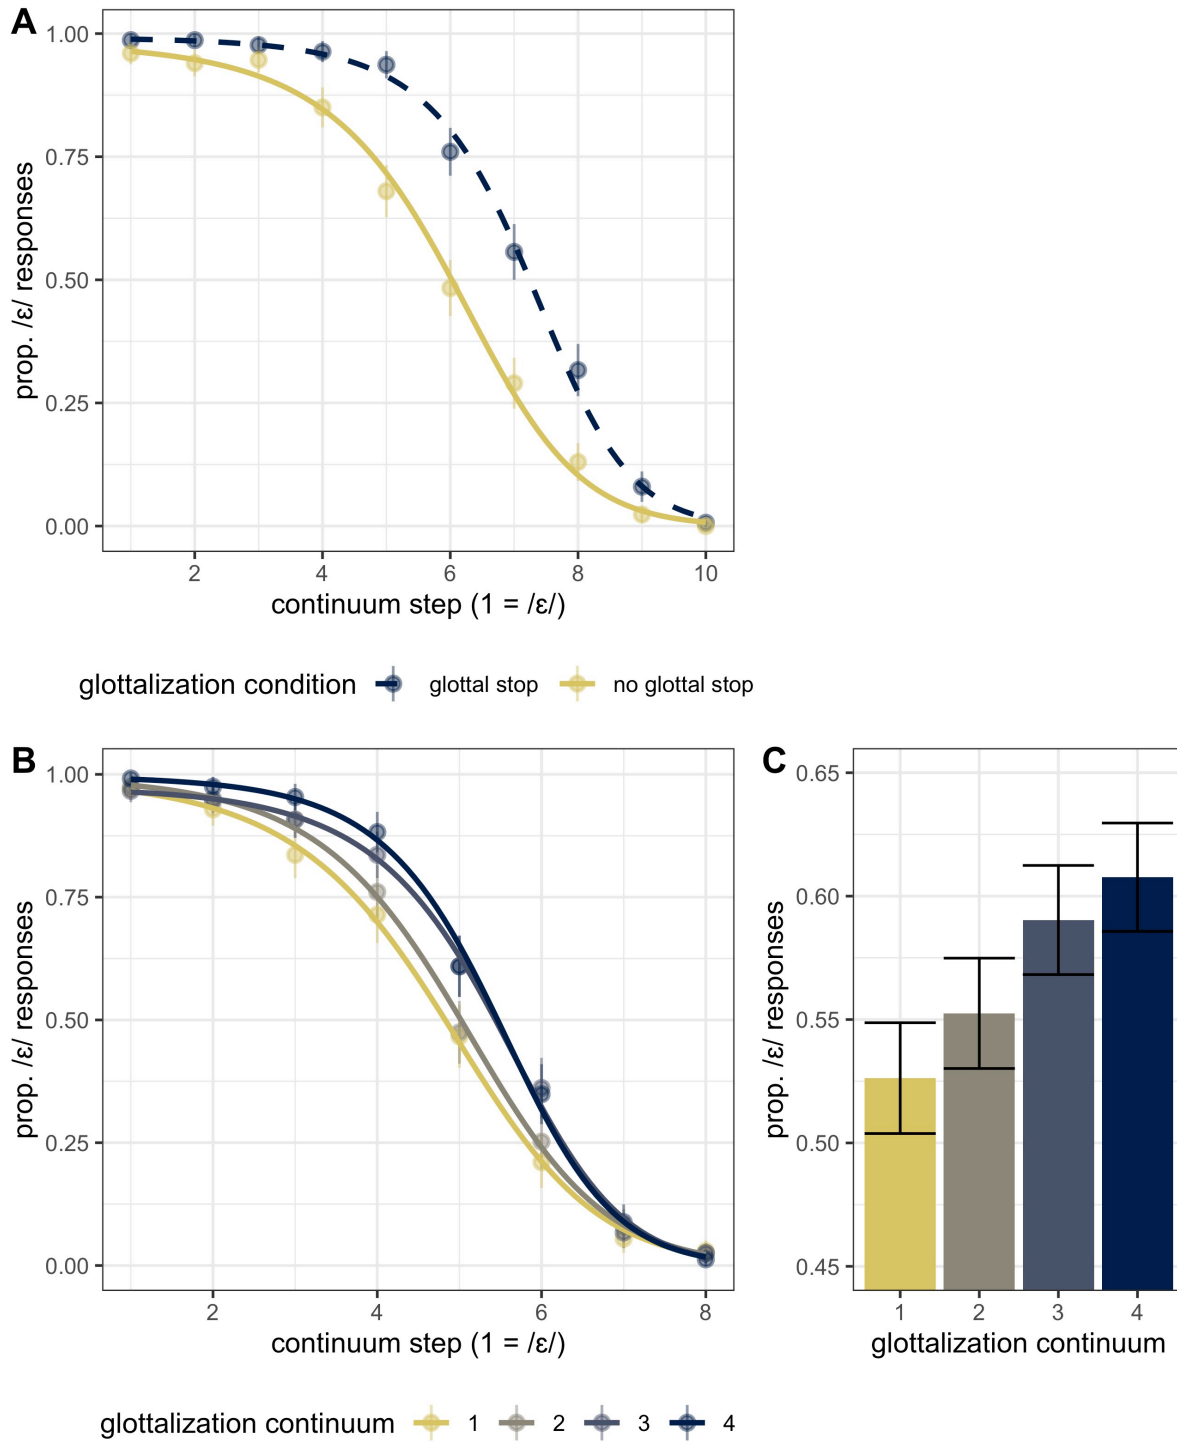 A
1.00
0.75
0.50
0.25
0.00
prop. /ɛ/ responses
2 4 6 8 10
continuum step (1 = /ɛ/)
glottalization condition glottal stop no glottal stop
B
1.00
0.75
0.50
0.25
0.00
prop. /ɛ/ responses
2 4 6 8
continuum step (1 = /ɛ/)
glottalization continuum 1 2 3 4
C
0.65
0.60
0.55
0.50
0.45
prop. /ɛ/ responses
1 2 3 4
glottalization continuum